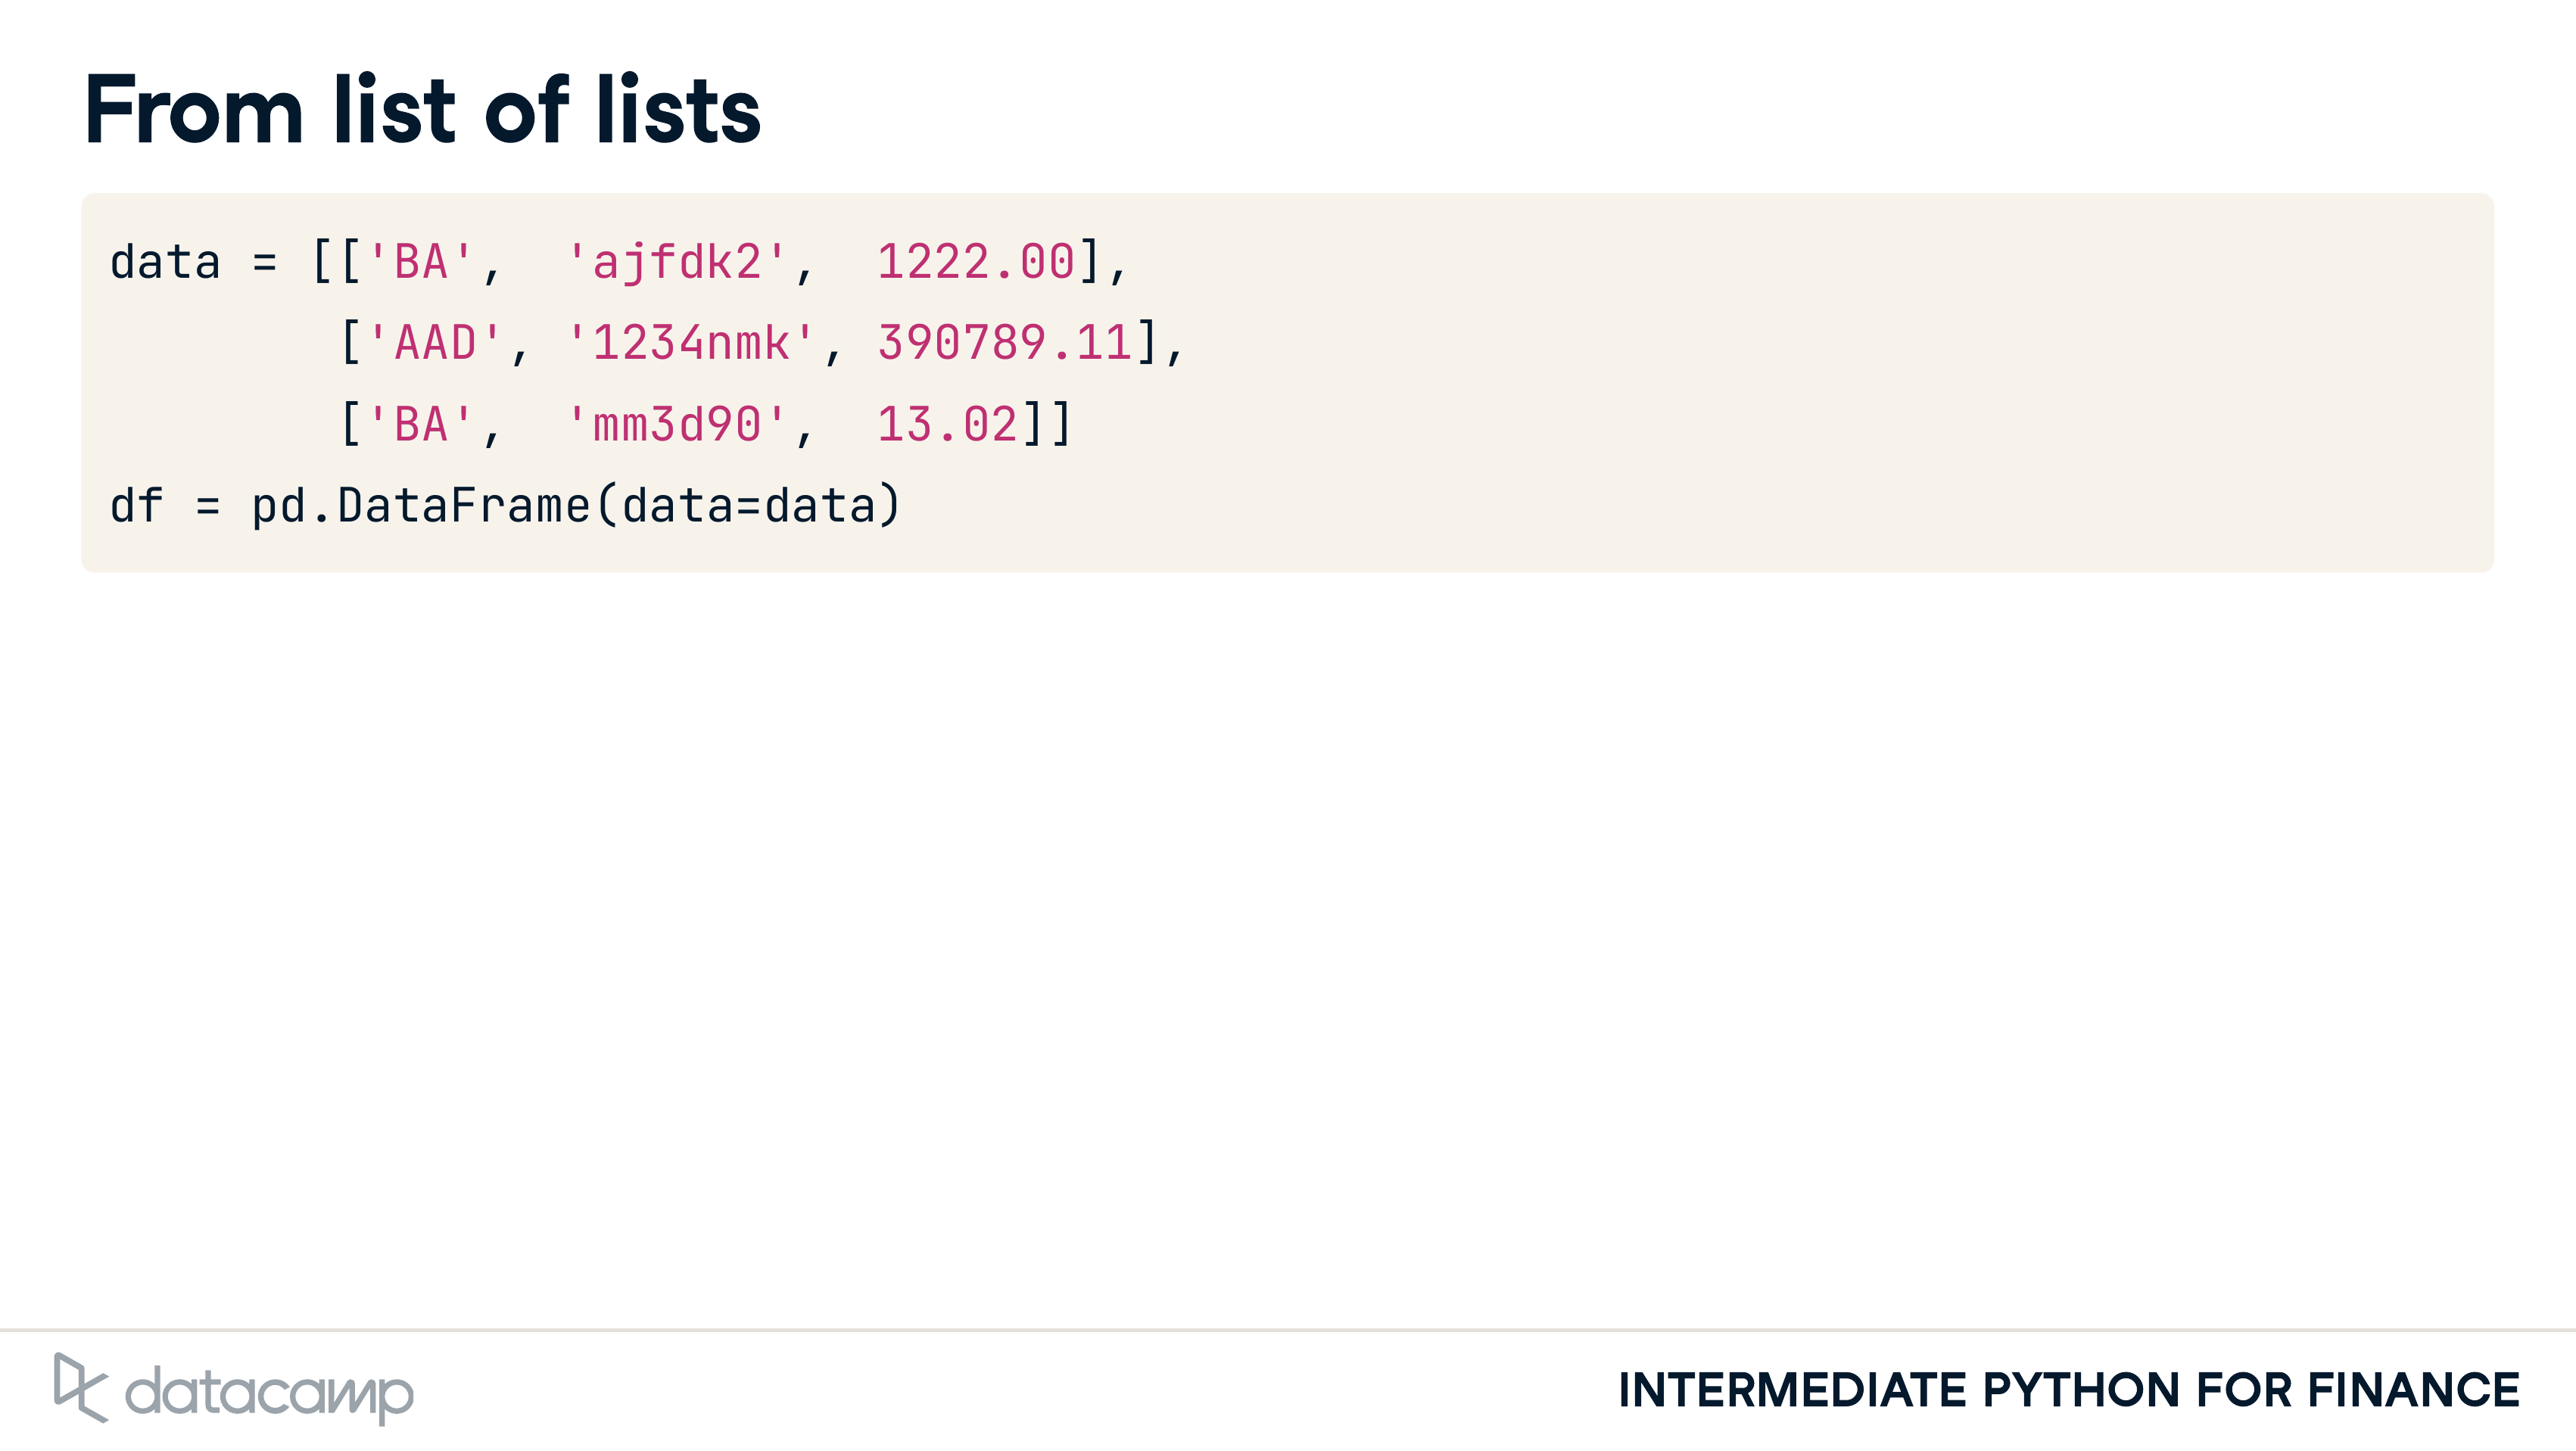 From list of lists
data = [['BA',  'ajfdk2',  1222.00],
        ['AAD', '1234nmk', 390789.11],
        ['BA',  'mm3d90',  13.02]]
df = pd.DataFrame(data=data)
datacamp
INTERMEDIATE PYTHON FOR FINANCE